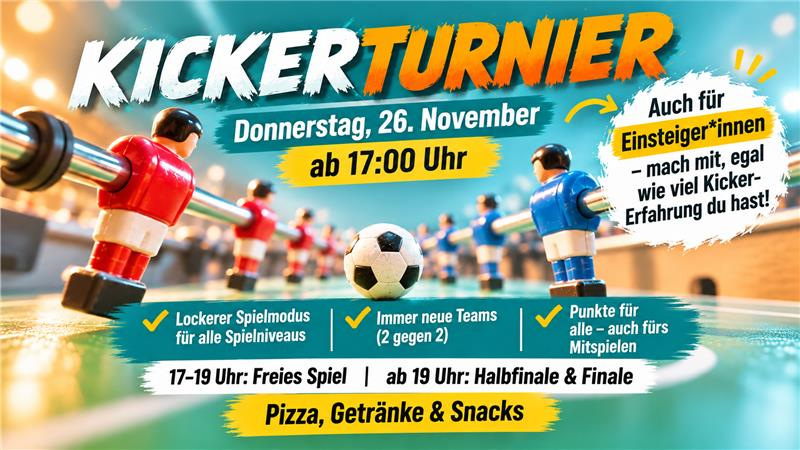 KICKERTURNIER
Donnerstag, 26. November
ab 17:00 Uhr
Auch für
Einsteiger*innen
– mach mit, egal
wie viel Kicker-
Erfahrung du hast!
Lockerer Spielmodus
für alle Spielniveaus
Immer neue Teams
(2 gegen 2)
Punkte für
alle – auch fürs
Mitspielen
17–19 Uhr: Freies Spiel | ab 19 Uhr: Halbfinale & Finale
Pizza, Getränke & Snacks